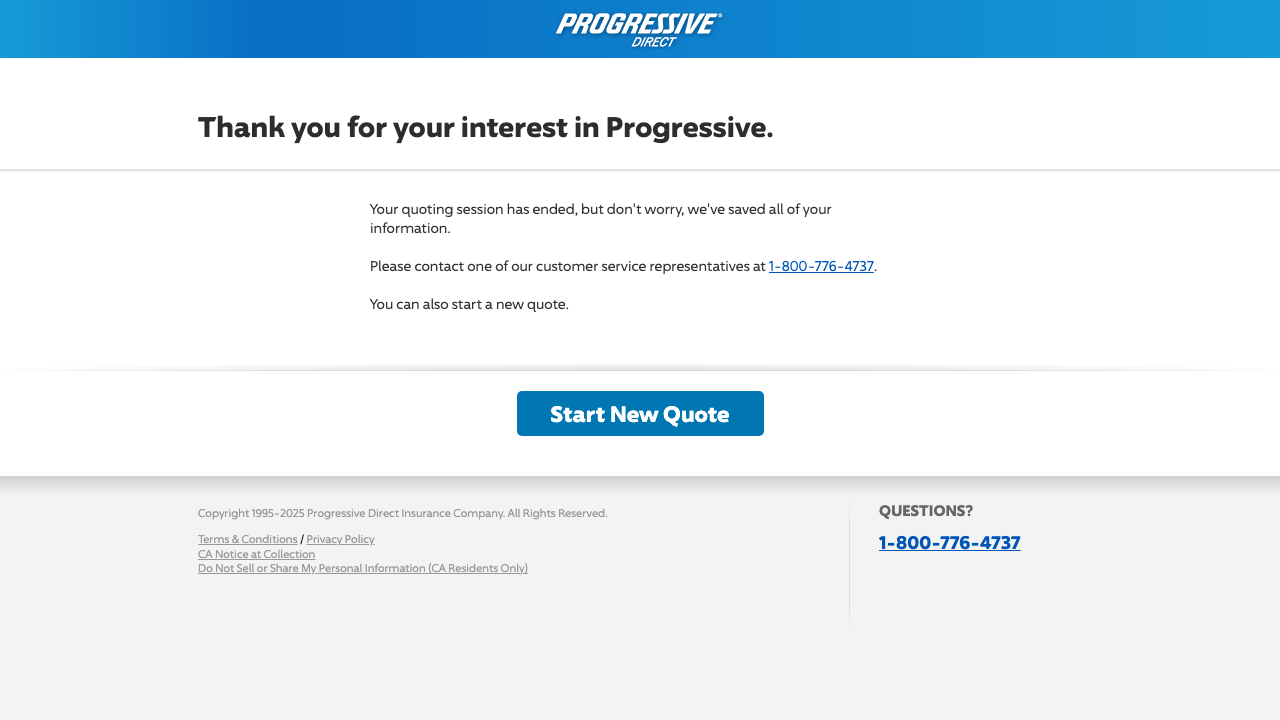 PROGRESSIVE®
DIRECT
Thank you for your interest in Progressive.
Your quoting session has ended, but don't worry, we've saved all of your
information.
Please contact one of our customer service representatives at 1-800-776-4737.
You can also start a new quote.
Start New Quote
Copyright 1995-2025 Progressive Direct Insurance Company. All Rights Reserved.
Terms & Conditions / Privacy Policy
CA Notice at Collection
Do Not Sell or Share My Personal Information (CA Residents Only)
QUESTIONS?
1-800-776-4737